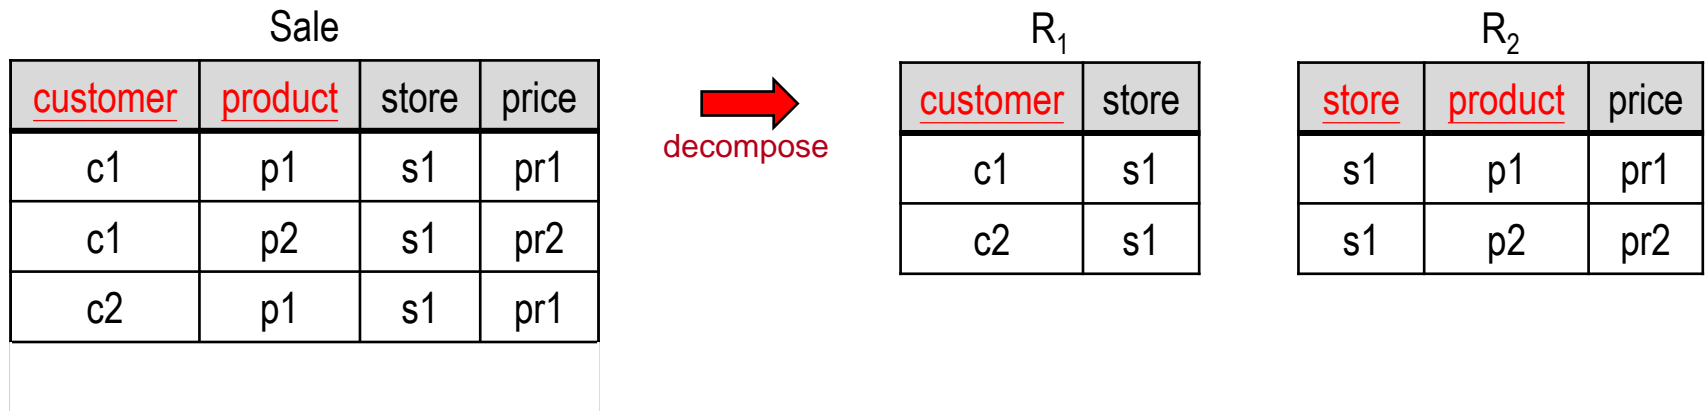 Sale
customer product store price
c1 p1 s1 pr1
c1 p2 s1 pr2
c2 p1 s1 pr1
decompose
R1
customer store
c1 s1
c2 s1
R2
store product price
s1 p1 pr1
s1 p2 pr2